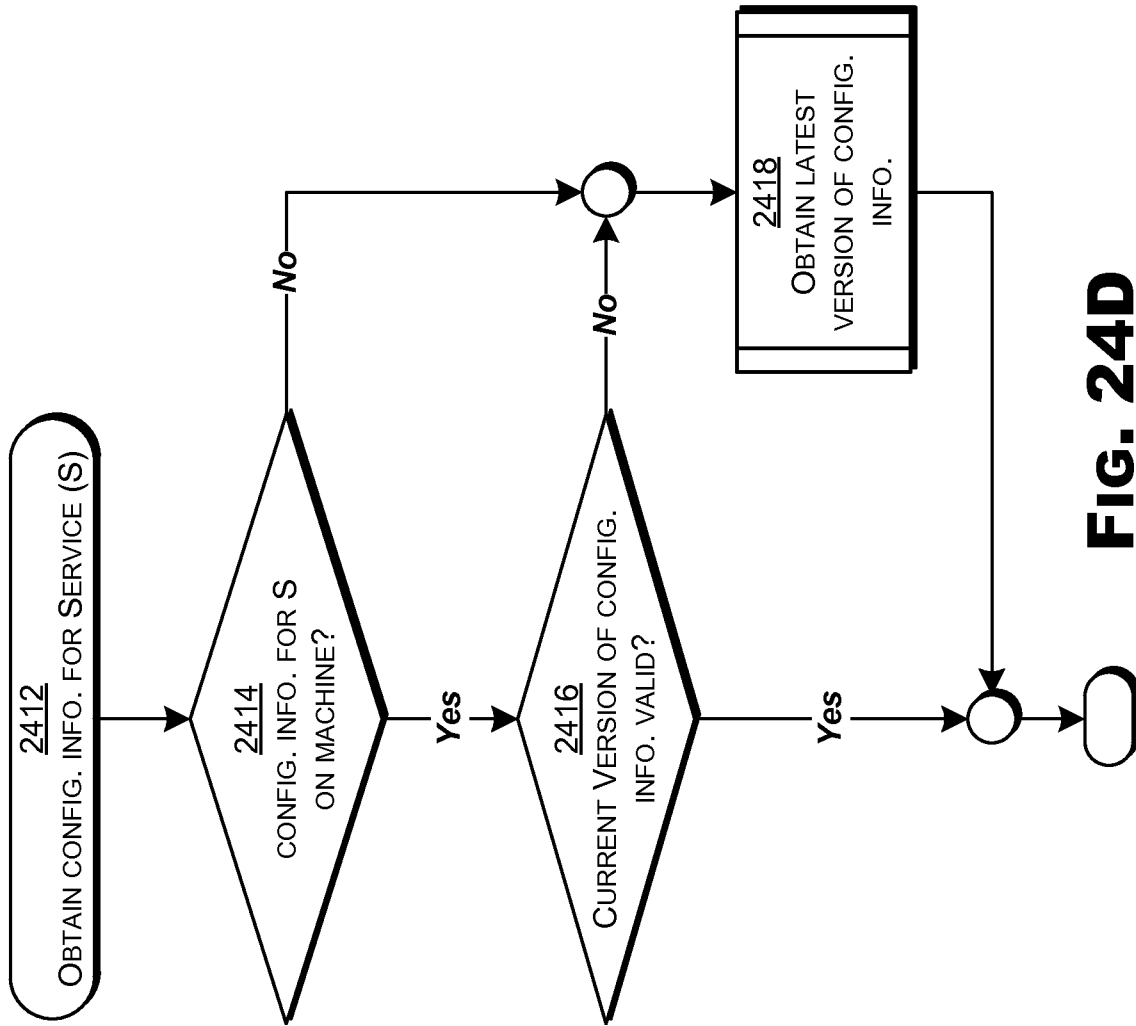 2412
OBTAIN CONFIG. INFO. FOR SERVICE (S)
2414
CONFIG. INFO. FOR S
ON MACHINE?
No
Yes
2416
CURRENT VERSION OF CONFIG.
INFO. VALID?
No
Yes
2418
OBTAIN LATEST
VERSION OF CONFIG.
INFO.
FIG. 24D